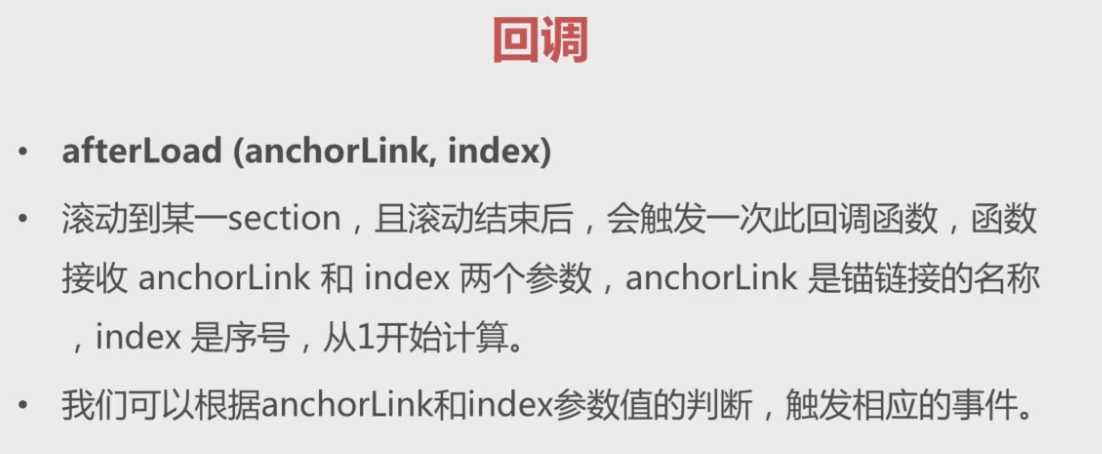 回调
• afterLoad (anchorLink, index)
• 滚动到某一section，且滚动结束后，会触发一次此回调函数，函数
接收 anchorLink 和 index 两个参数，anchorLink 是锚链接的名称
，index 是序号，从1开始计算。
• 我们可以根据anchorLink和index参数值的判断，触发相应的事件。